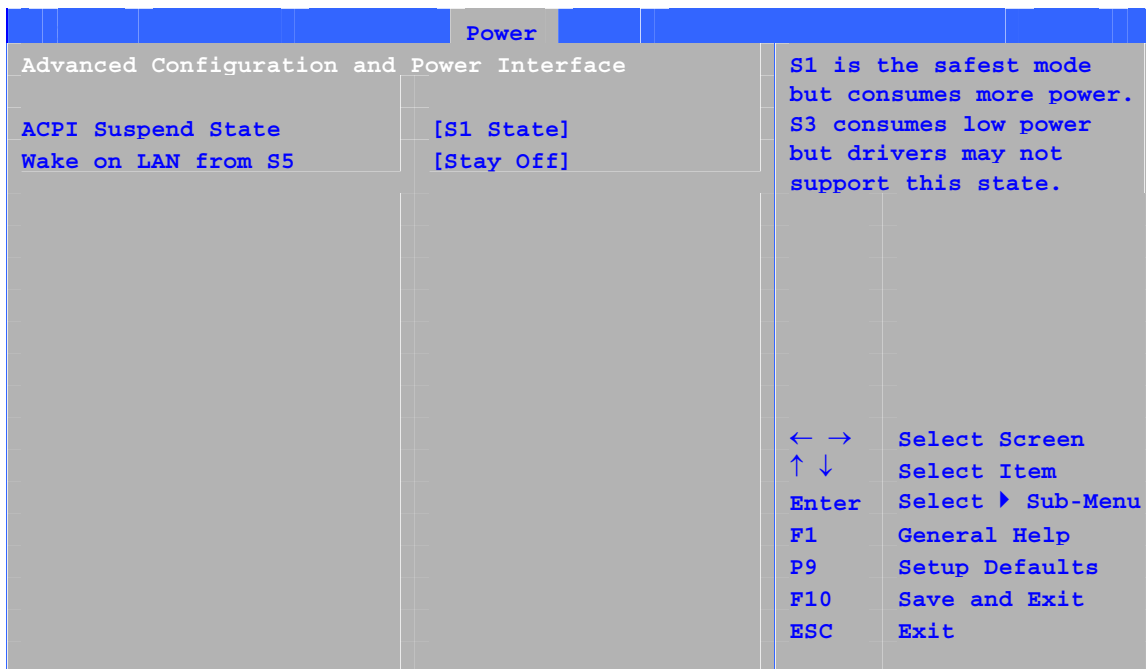 Power
Advanced Configuration and Power Interface
ACPI Suspend State [S1 State]
Wake on LAN from S5 [Stay Off]
S1 is the safest mode
but consumes more power.
S3 consumes low power
but drivers may not
support this state.
← → Select Screen
↑ ↓ Select Item
Enter Select ▶ Sub-Menu
F1 General Help
P9 Setup Defaults
F10 Save and Exit
ESC Exit